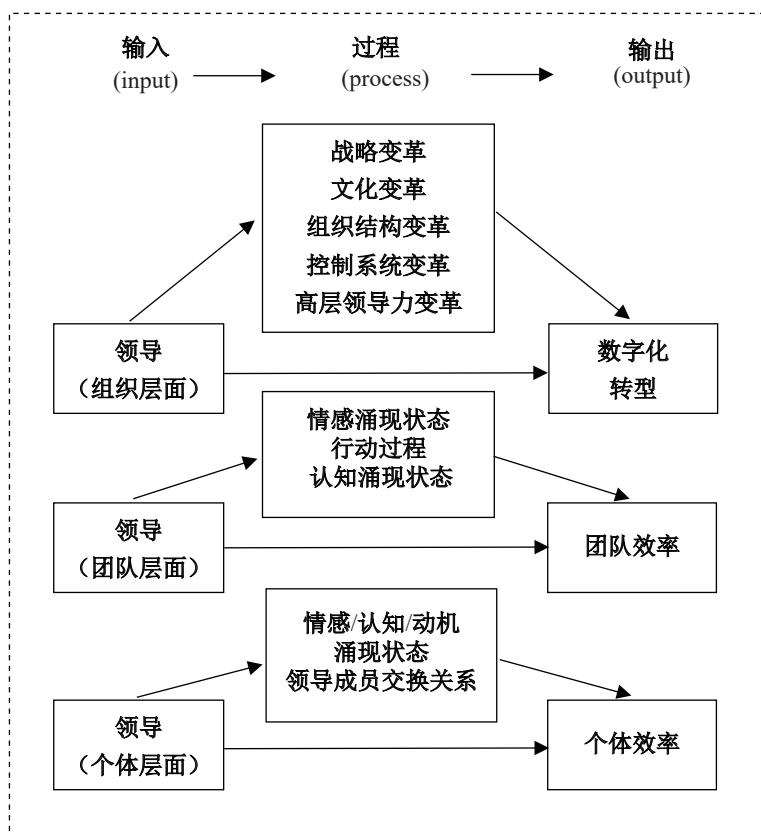 输入
(input)
过程
(process)
输出
(output)
战略变革
文化变革
组织结构变革
控制系统变革
高层领导力变革
领导
（组织层面）
数字化
转型
情感涌现状态
行动过程
认知涌现状态
领导
（团队层面）
团队效率
情感/认知/动机
涌现状态
领导成员交换关系
领导
（个体层面）
个体效率